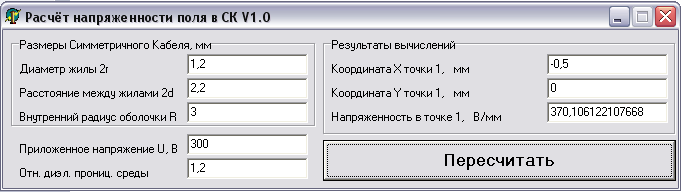 Расчёт напряженности поля в СК V1.0
Размеры Симметричного Кабеля, мм
Диаметр жилы 2r 1,2
Расстояние между жилами 2d 2,2
Внутренний радиус оболочки R 3
Приложенное напряжение U, В 300
Отн. диэл. прониц. среды 1,2
Результаты вычислений
Координата X точки 1, мм -0,5
Координата Y точки 1, мм 0
Напряженность в точке 1, В/мм 370,106122107668
Пересчитать